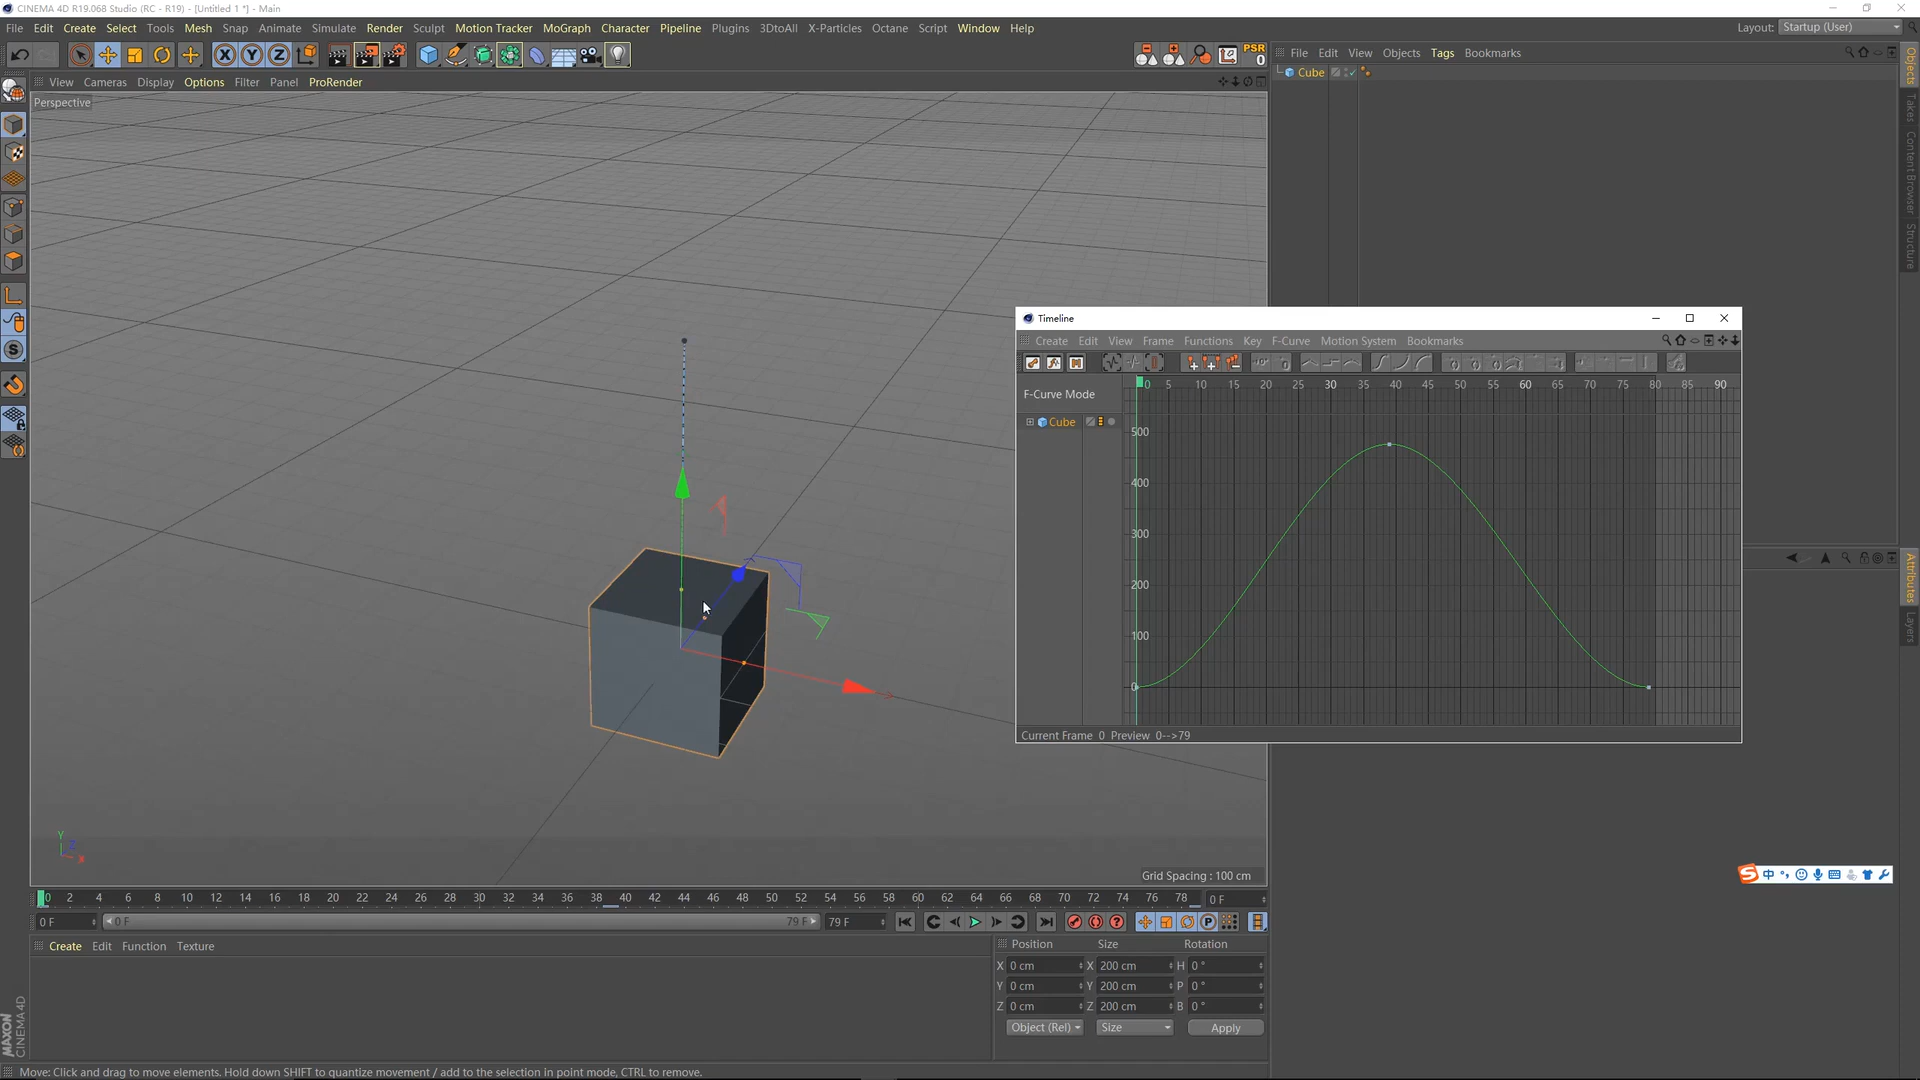 CINEMA 4D R19.068 Studio (RC - R19) - [Untitled 1 *] - Main
File Edit Create Select Tools Mesh Snap Animate Simulate Render Sculpt Motion Tracker MoGraph Character Pipeline Plugins 3DtoAll X-Particles Octane Script Window Help
Layout: Startup (User)
X Y Z
PSR
0
File Edit View Objects Tags Bookmarks
Cube
View Cameras Display Options Filter Panel ProRender
Perspective
Objects
Takes
Content Browser
Structure
Timeline
Create Edit View Frame Functions Key F-Curve Motion System Bookmarks
0 5 10 15 20 25 30 35 40 45 50 55 60 65 70 75 80 85 90
F-Curve Mode
Cube
500
400
300
200
100
0
Current Frame 0 Preview 0-->79
Attributes
Layers
Y
Z
X
Grid Spacing : 100 cm
中
0 2 4 6 8 10 12 14 16 18 20 22 24 26 28 30 32 34 36 38 40 42 44 46 48 50 52 54 56 58 60 62 64 66 68 70 72 74 76 78 0 F
0 F 0 F 79 F 79 F
Create Edit Function Texture
Position Size Rotation
X 0 cm X 200 cm H 0 °
Y 0 cm Y 200 cm P 0 °
Z 0 cm Z 200 cm B 0 °
Object (Rel) Size Apply
MAXON
CINEMA 4D
Move: Click and drag to move elements. Hold down SHIFT to quantize movement / add to the selection in point mode, CTRL to remove.